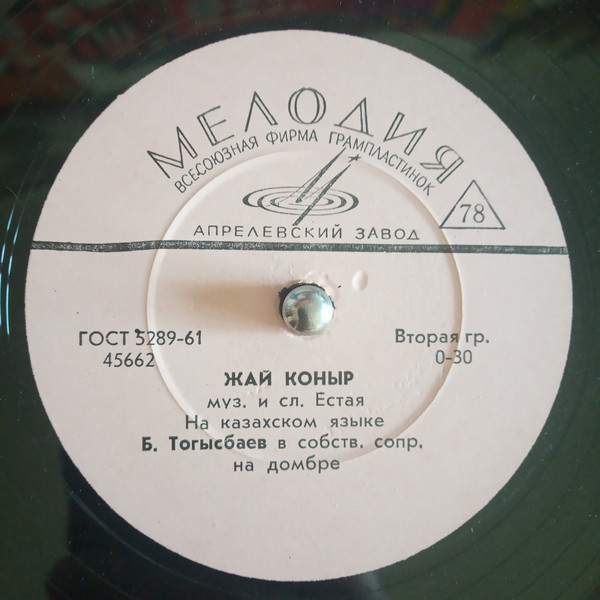 МЕЛОДИЯ
ВСЕСОЮЗНАЯ ФИРМА ГРАМПЛАСТИНОК
78
АПРЕЛЕВСКИЙ ЗАВОД
ГОСТ 5289-61
45662
Вторая гр.
0-30
ЖАЙ КОНЫР
муз. и сл. Естая
На казахском языке
Б. Тогысбаев в собств. сопр.
на домбре